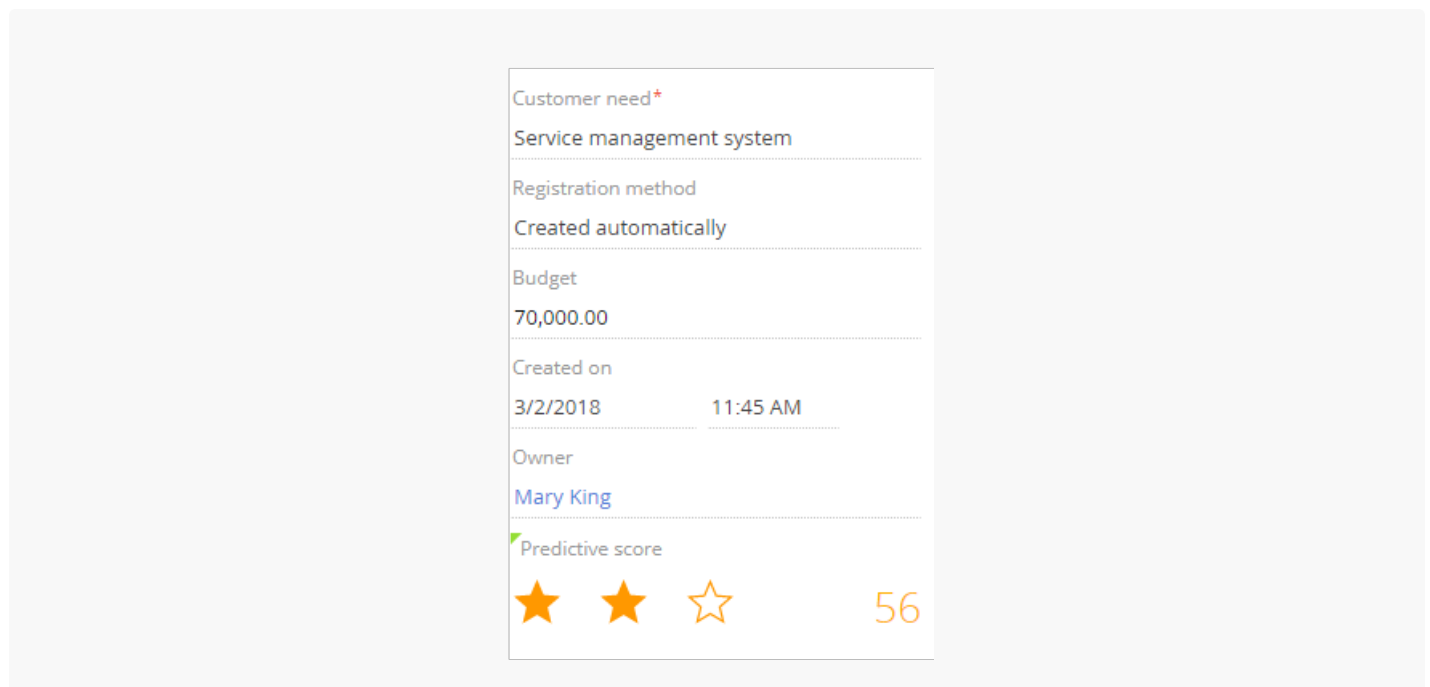 Customer need*
Service management system
Registration method
Created automatically
Budget
70,000.00
Created on
3/2/2018 11:45 AM
Owner
Mary King
Predictive score
56